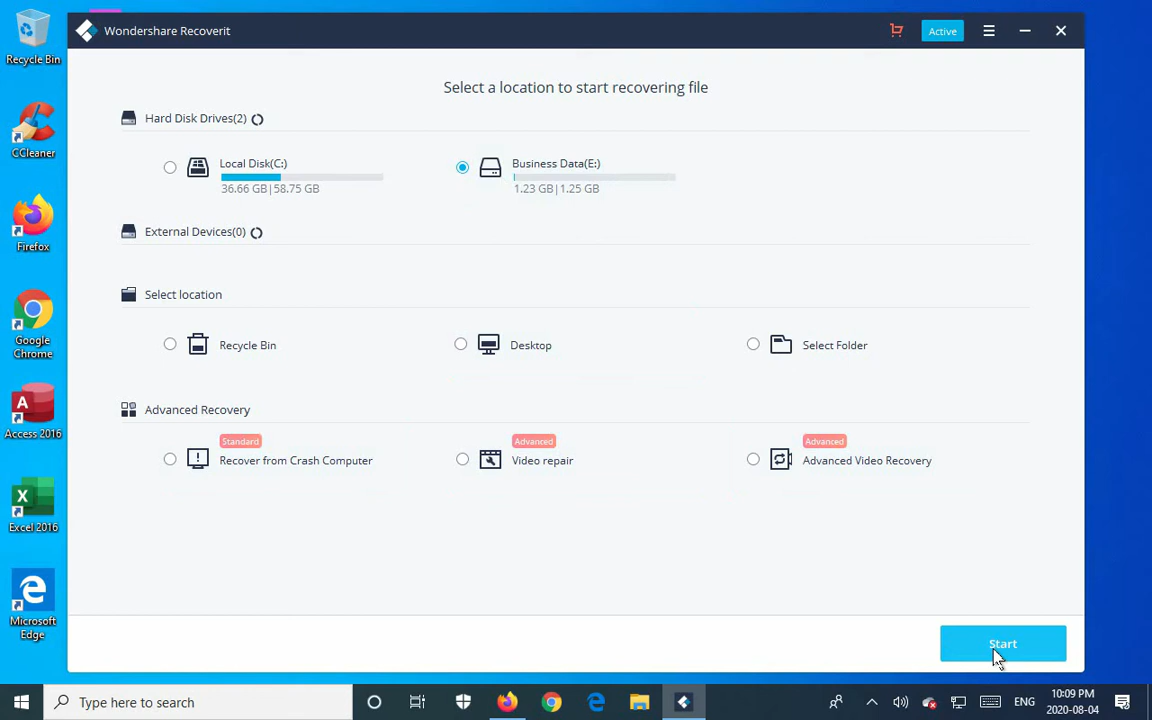 Recycle Bin
CCleaner
Firefox
Google
Chrome
Access 2016
Excel 2016
Microsoft
Edge
Wondershare Recoverit
Active
Select a location to start recovering file
Hard Disk Drives(2)
Local Disk(C:)
36.66 GB|58.75 GB
Business Data(E:)
1.23 GB|1.25 GB
External Devices(0)
Select location
Recycle Bin
Desktop
Select Folder
Advanced Recovery
Standard
Recover from Crash Computer
Advanced
Video repair
Advanced
Advanced Video Recovery
Start
Type here to search
ENG
10:09 PM
2020-08-04